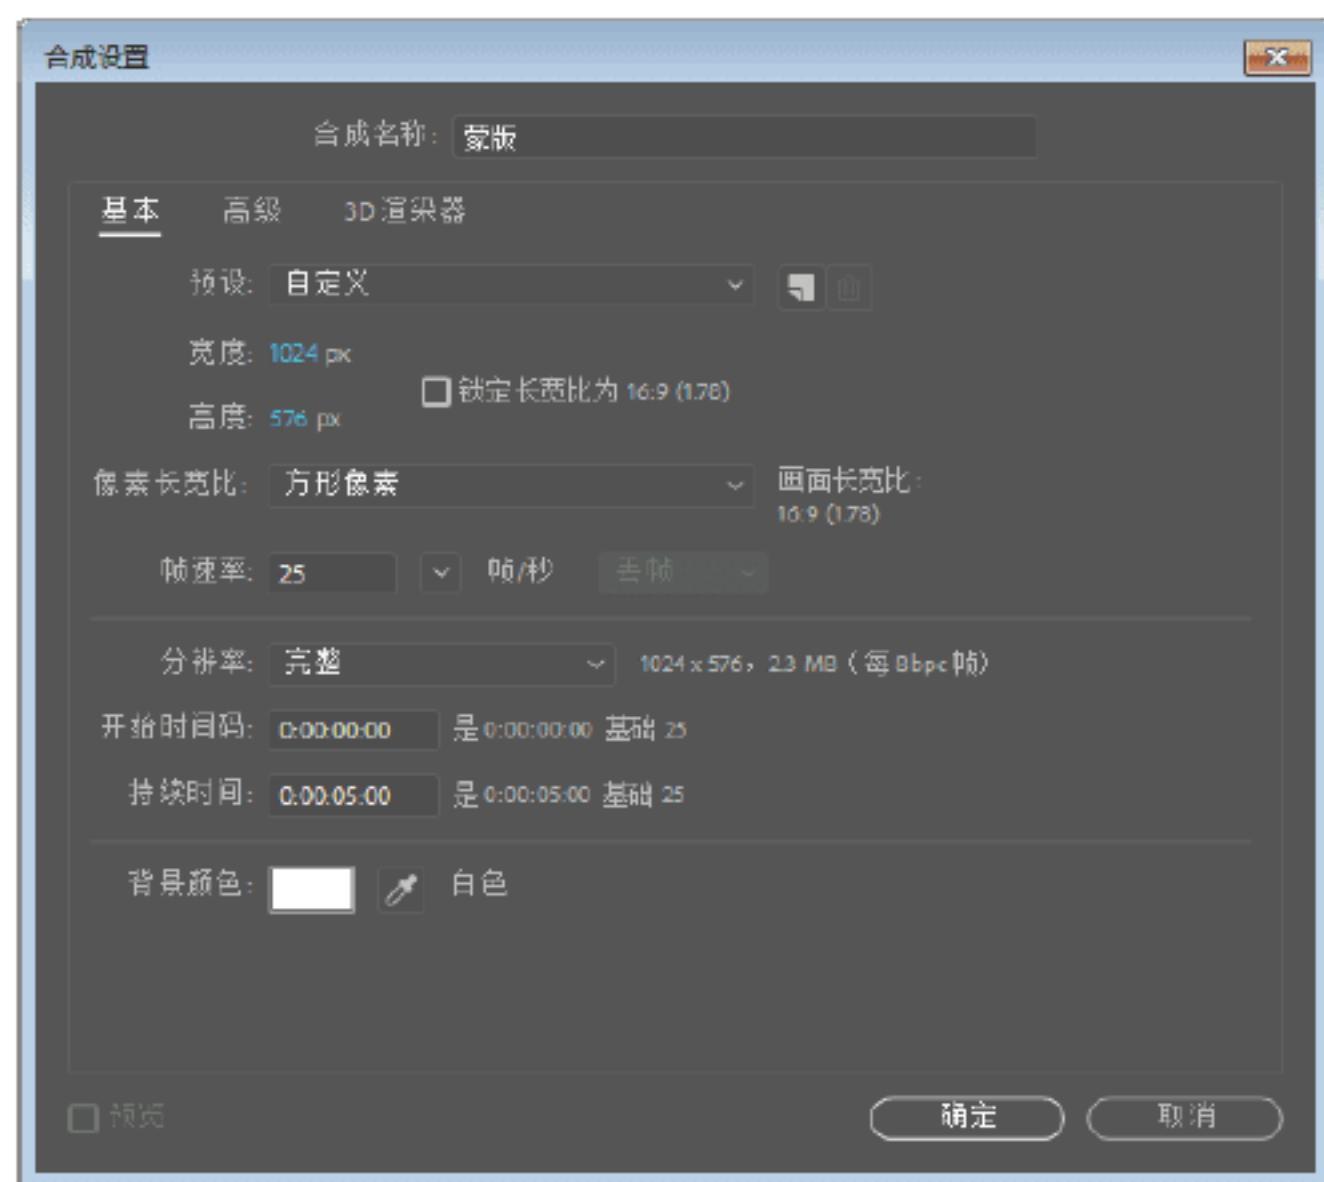 合成设置
合成名称: 蒙版
基本 高级 3D 渲染器
预设: 自定义
宽度: 1024 px
锁定长宽比为 16:9 (1.78)
高度: 576 px
像素长宽比: 方形像素 画面长宽比:
16:9 (1.78)
帧速率: 25 帧/秒 丢帧
分辨率: 完整 1024 x 576，2.3 MB（每 8bpc 帧）
开始时间码: 0:00:00:00 是 0:00:00:00 基础 25
持续时间: 0:00:05:00 是 0:00:05:00 基础 25
背景颜色: 白色
预览 确定 取消